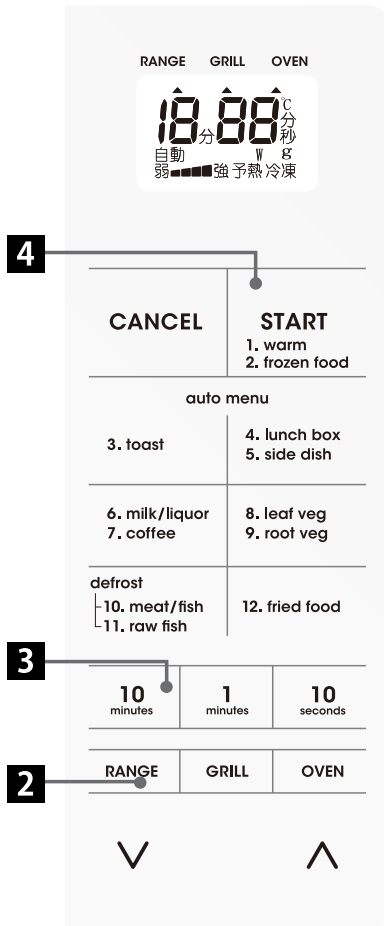 RANGE GRILL OVEN
18分88℃分秒
自動 W g
弱 強 予熱 冷凍
4
CANCEL START
1. warm
2. frozen food
auto menu
3. toast
4. lunch box
5. side dish
6. milk/liquor
7. coffee
8. leaf veg
9. root veg
defrost
10. meat/fish
11. raw fish
12. fried food
3
10 minutes
1 minutes
10 seconds
2
RANGE GRILL OVEN